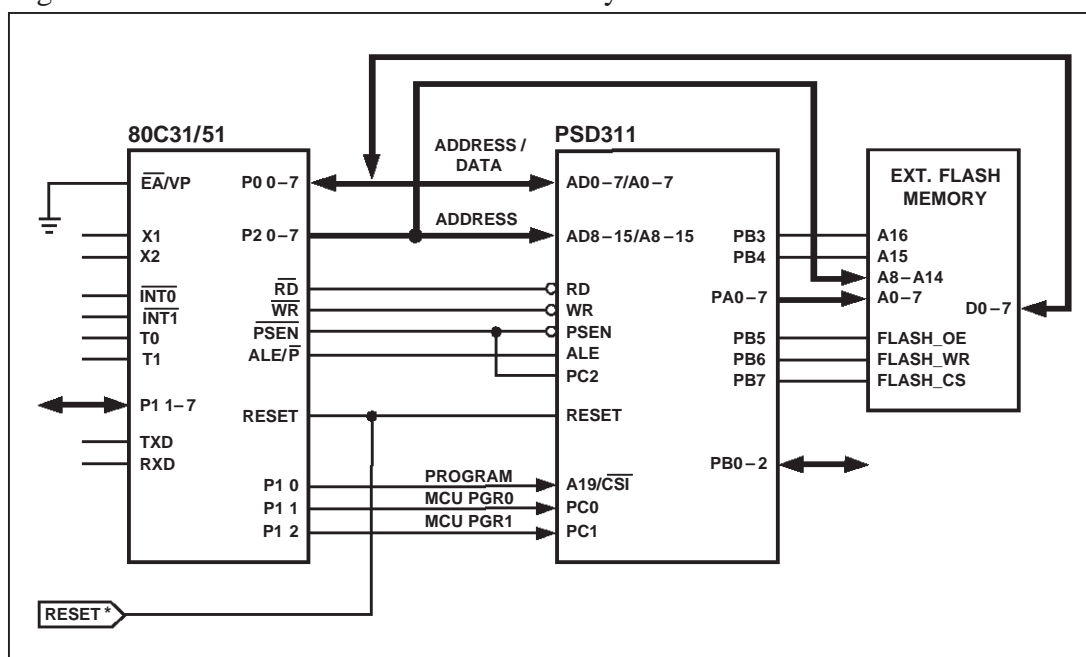 80C31/51
EA/VP
X1
X2
INT0
INT1
T0
T1
P1 1–7
TXD
RXD
P0 0–7
P2 0–7
RD
WR
PSEN
ALE/P
RESET
P1 0
P1 1
P1 2
ADDRESS /
DATA
ADDRESS
PROGRAM
MCU PGR0
MCU PGR1
RESET*
PSD311
AD0–7/A0–7
AD8–15/A8–15
RD
WR
PSEN
ALE
PC2
RESET
A19/CSI
PC0
PC1
PB3
PB4
PA0–7
PB5
PB6
PB7
PB0–2
EXT. FLASH
MEMORY
A16
A15
A8–A14
A0–7
D0–7
FLASH_OE
FLASH_WR
FLASH_CS